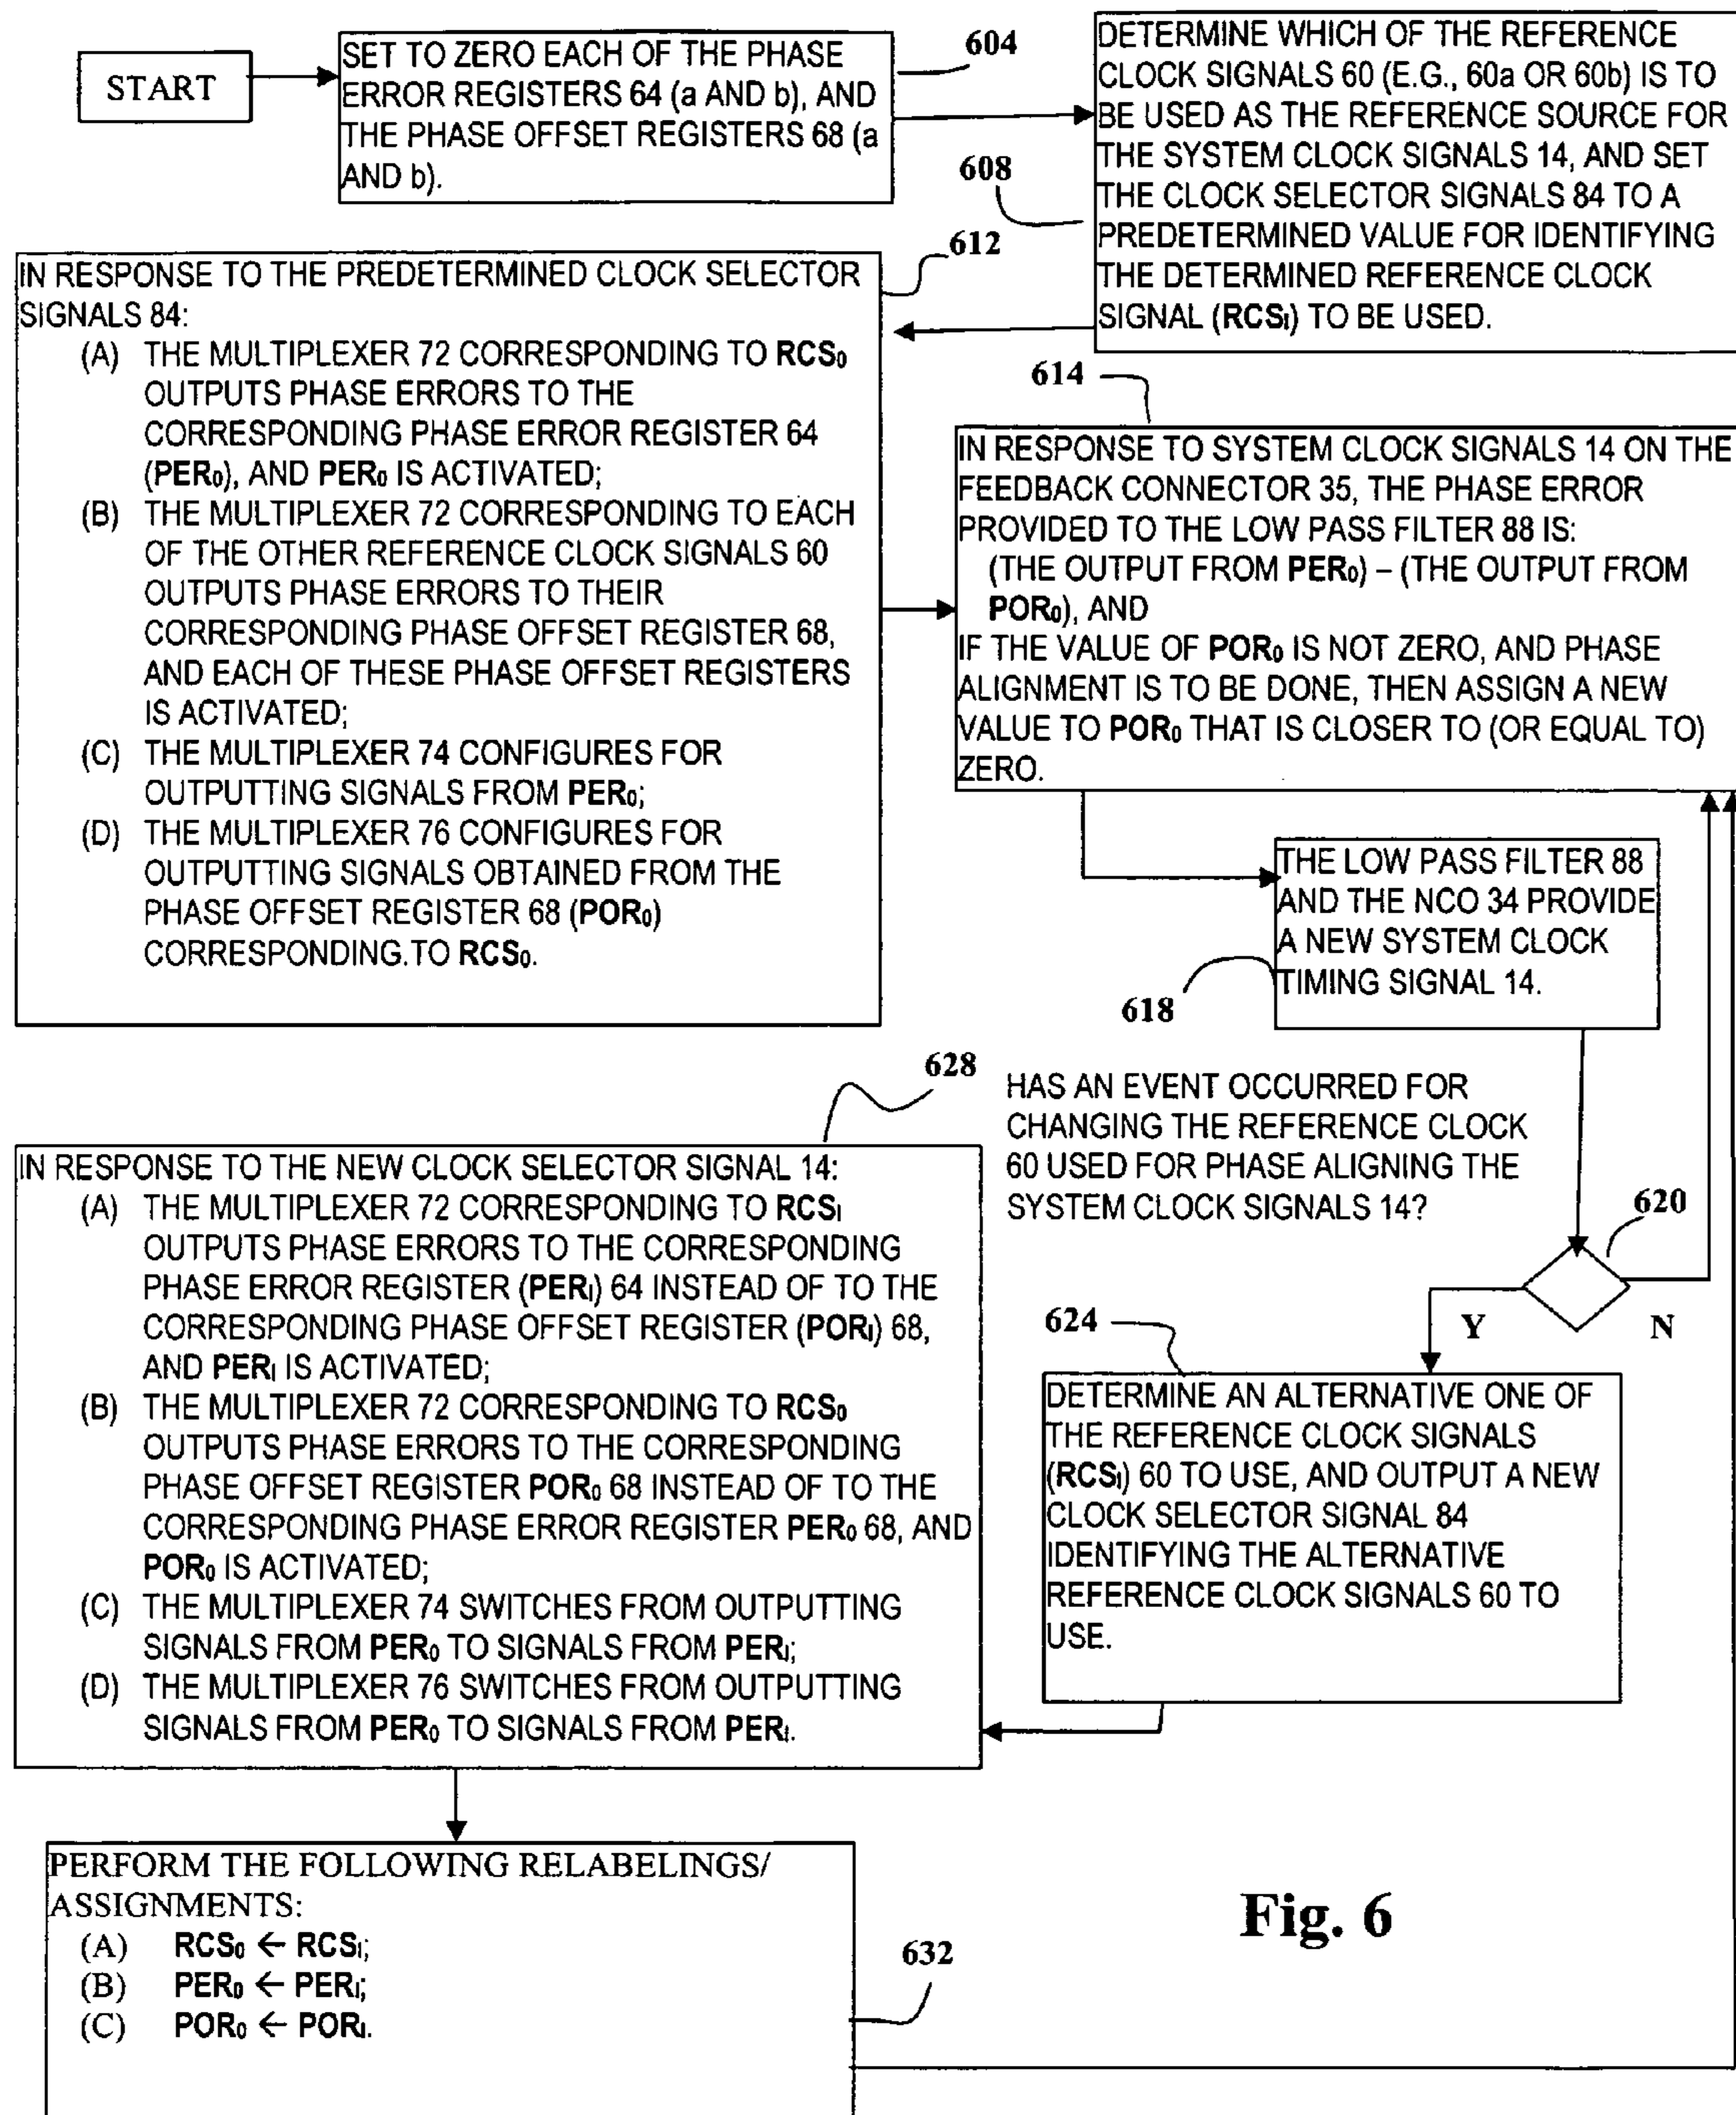 START
SET TO ZERO EACH OF THE PHASE
ERROR REGISTERS 64 (a AND b), AND
THE PHASE OFFSET REGISTERS 68 (a
AND b).
604
DETERMINE WHICH OF THE REFERENCE
CLOCK SIGNALS 60 (E.G., 60a OR 60b) IS TO
BE USED AS THE REFERENCE SOURCE FOR
THE SYSTEM CLOCK SIGNALS 14, AND SET
THE CLOCK SELECTOR SIGNALS 84 TO A
PREDETERMINED VALUE FOR IDENTIFYING
THE DETERMINED REFERENCE CLOCK
SIGNAL (RCSI) TO BE USED.
608
612
IN RESPONSE TO THE PREDETERMINED CLOCK SELECTOR
SIGNALS 84:
(A) THE MULTIPLEXER 72 CORRESPONDING TO RCS0
OUTPUTS PHASE ERRORS TO THE
CORRESPONDING PHASE ERROR REGISTER 64
(PER0), AND PER0 IS ACTIVATED;
(B) THE MULTIPLEXER 72 CORRESPONDING TO EACH
OF THE OTHER REFERENCE CLOCK SIGNALS 60
OUTPUTS PHASE ERRORS TO THEIR
CORRESPONDING PHASE OFFSET REGISTER 68,
AND EACH OF THESE PHASE OFFSET REGISTERS
IS ACTIVATED;
(C) THE MULTIPLEXER 74 CONFIGURES FOR
OUTPUTTING SIGNALS FROM PER0;
(D) THE MULTIPLEXER 76 CONFIGURES FOR
OUTPUTTING SIGNALS OBTAINED FROM THE
PHASE OFFSET REGISTER 68 (POR0)
CORRESPONDING.TO RCS0.
614
IN RESPONSE TO SYSTEM CLOCK SIGNALS 14 ON THE
FEEDBACK CONNECTOR 35, THE PHASE ERROR
PROVIDED TO THE LOW PASS FILTER 88 IS:
(THE OUTPUT FROM PER0) – (THE OUTPUT FROM
POR0), AND
IF THE VALUE OF POR0 IS NOT ZERO, AND PHASE
ALIGNMENT IS TO BE DONE, THEN ASSIGN A NEW
VALUE TO POR0 THAT IS CLOSER TO (OR EQUAL TO)
ZERO.
THE LOW PASS FILTER 88
AND THE NCO 34 PROVIDE
A NEW SYSTEM CLOCK
TIMING SIGNAL 14.
618
HAS AN EVENT OCCURRED FOR
CHANGING THE REFERENCE CLOCK
60 USED FOR PHASE ALIGNING THE
SYSTEM CLOCK SIGNALS 14?
620
Y
N
624
DETERMINE AN ALTERNATIVE ONE OF
THE REFERENCE CLOCK SIGNALS
(RCSI) 60 TO USE, AND OUTPUT A NEW
CLOCK SELECTOR SIGNAL 84
IDENTIFYING THE ALTERNATIVE
REFERENCE CLOCK SIGNALS 60 TO
USE.
628
IN RESPONSE TO THE NEW CLOCK SELECTOR SIGNAL 14:
(A) THE MULTIPLEXER 72 CORRESPONDING TO RCSI
OUTPUTS PHASE ERRORS TO THE CORRESPONDING
PHASE ERROR REGISTER (PERI) 64 INSTEAD OF TO THE
CORRESPONDING PHASE OFFSET REGISTER (PORI) 68,
AND PERI IS ACTIVATED;
(B) THE MULTIPLEXER 72 CORRESPONDING TO RCS0
OUTPUTS PHASE ERRORS TO THE CORRESPONDING
PHASE OFFSET REGISTER POR0 68 INSTEAD OF TO THE
CORRESPONDING PHASE ERROR REGISTER PER0 68, AND
POR0 IS ACTIVATED;
(C) THE MULTIPLEXER 74 SWITCHES FROM OUTPUTTING
SIGNALS FROM PER0 TO SIGNALS FROM PERI;
(D) THE MULTIPLEXER 76 SWITCHES FROM OUTPUTTING
SIGNALS FROM PER0 TO SIGNALS FROM PERI.
PERFORM THE FOLLOWING RELABELINGS/
ASSIGNMENTS:
(A) RCS0 ← RCSI;
(B) PER0 ← PERI;
(C) POR0 ← PORI.
632
Fig. 6